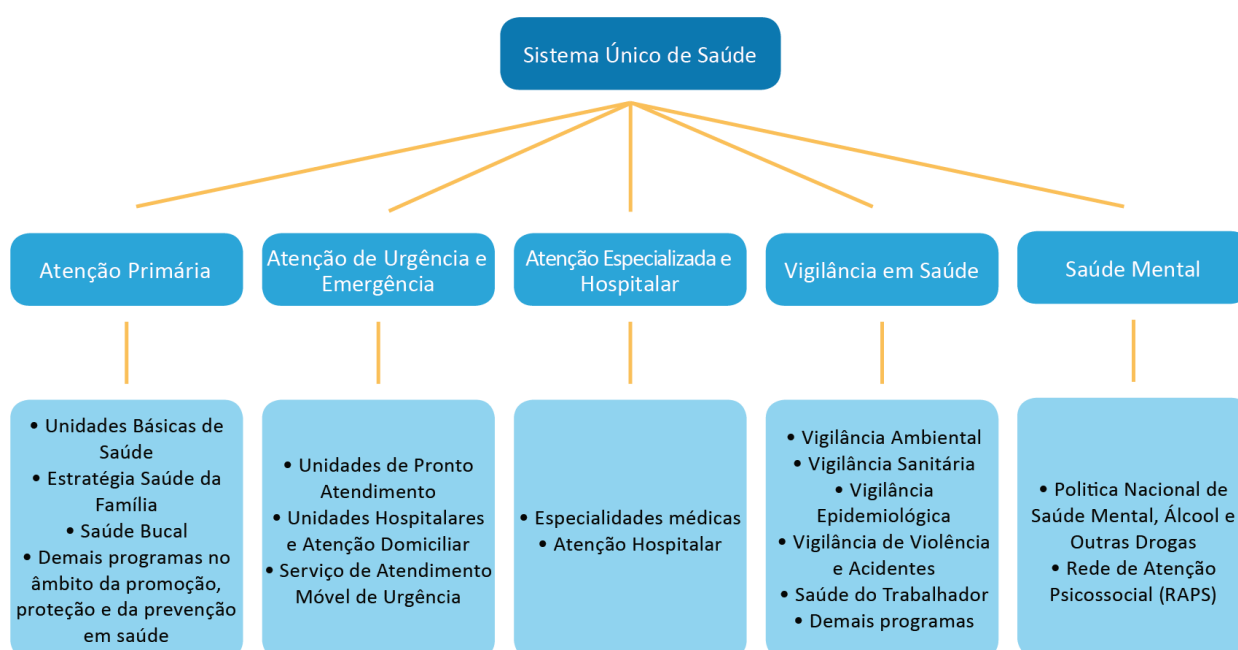 Sistema Único de Saúde
Atenção Primária
Atenção de Urgência e
Emergência
Atenção Especializada e
Hospitalar
Vigilância em Saúde
Saúde Mental
• Unidades Básicas de
Saúde
• Estratégia Saúde da
Família
• Saúde Bucal
• Demais programas no
âmbito da promoção,
proteção e da prevenção
em saúde
• Unidades de Pronto
Atendimento
• Unidades Hospitalares
e Atenção Domiciliar
• Serviço de Atendimento
Móvel de Urgência
• Especialidades médicas
• Atenção Hospitalar
• Vigilância Ambiental
• Vigilância Sanitária
• Vigilância
Epidemiológica
• Vigilância de Violência
e Acidentes
• Saúde do Trabalhador
• Demais programas
• Politica Nacional de
Saúde Mental, Álcool e
Outras Drogas
• Rede de Atenção
Psicossocial (RAPS)